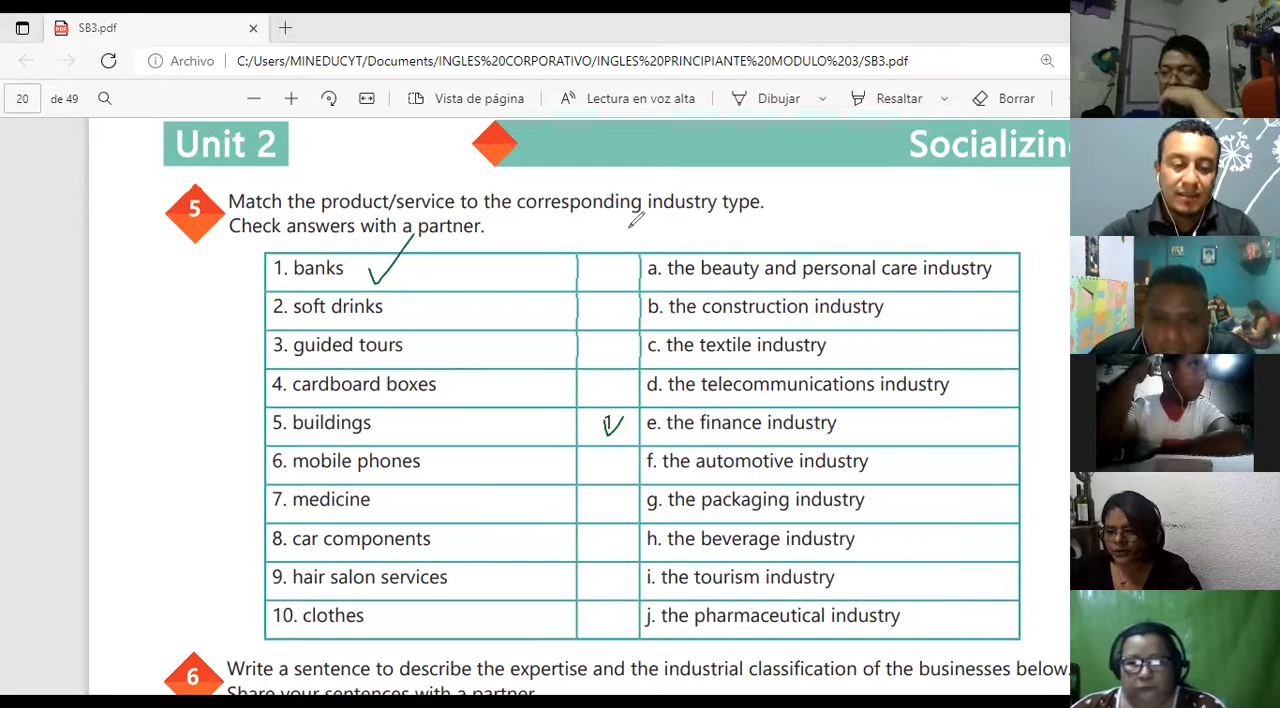 SB3.pdf
Archivo C:/Users/MINEDUCYT/Documents/INGLES%20CORPORATIVO/INGLES%20PRINCIPIANTE%20MODULO%203/SB3.pdf
20 de 49 Vista de página Lectura en voz alta Dibujar Resaltar Borrar
Unit 2 Socializin
5 Match the product/service to the corresponding industry type.
Check answers with a partner.
1. banks a. the beauty and personal care industry
2. soft drinks b. the construction industry
3. guided tours c. the textile industry
4. cardboard boxes d. the telecommunications industry
5. buildings 1 e. the finance industry
6. mobile phones f. the automotive industry
7. medicine g. the packaging industry
8. car components h. the beverage industry
9. hair salon services i. the tourism industry
10. clothes j. the pharmaceutical industry
6 Write a sentence to describe the expertise and the industrial classification of the businesses below.
Share your sentences with a partner.